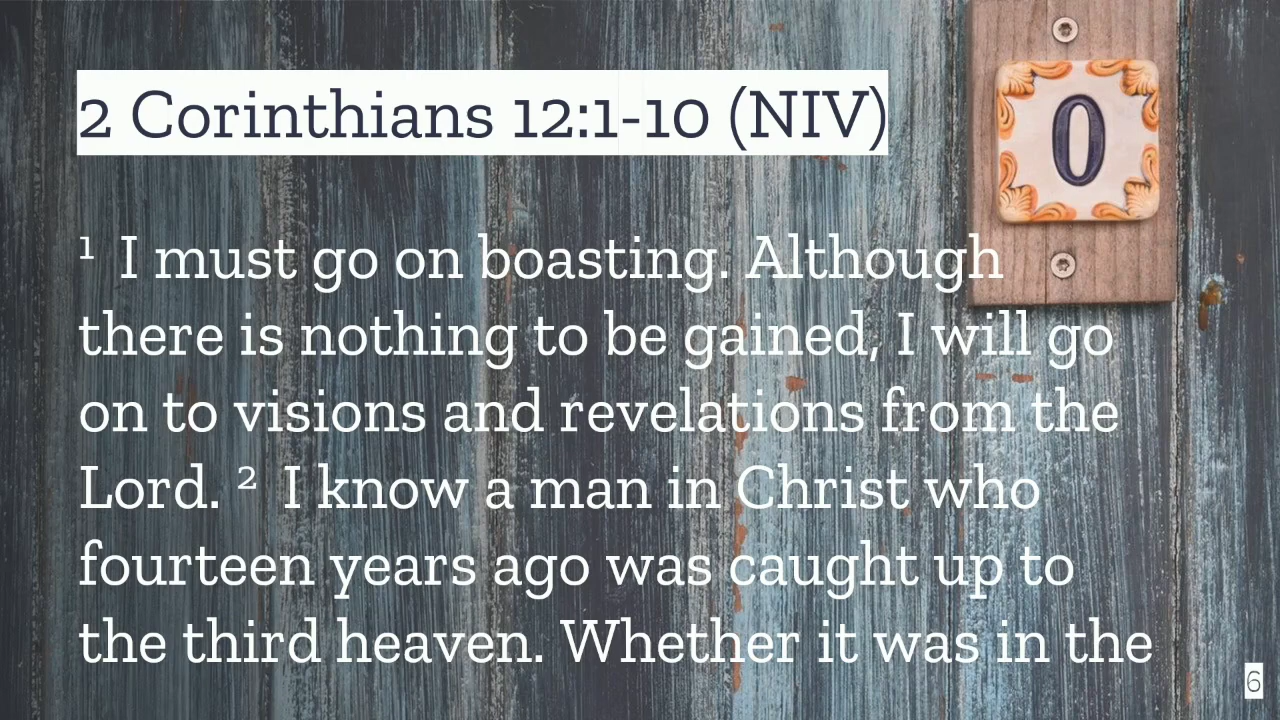 2 Corinthians 12:1-10 (NIV)
0
¹ I must go on boasting. Although
there is nothing to be gained, I will go
on to visions and revelations from the
Lord. ² I know a man in Christ who
fourteen years ago was caught up to
the third heaven. Whether it was in the
6